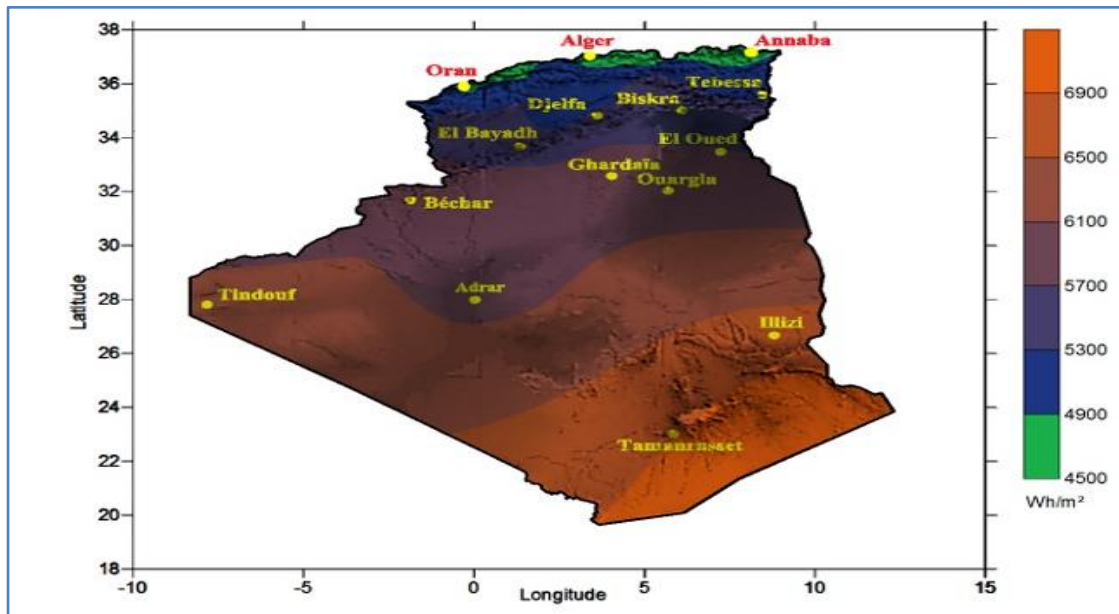 38
36
34
32
30
28
26
24
22
20
18
Latitude
-10
-5
0
5
10
15
Longitude
Alger
Annaba
Oran
Tebessa
Biskra
Djelfa
El Bayadh
El Oued
Ghardaïa
Ouargla
Béchar
Adrar
Tindouf
Illizi
Tamanrasset
6900
6500
6100
5700
5300
4900
4500
Wh/m²